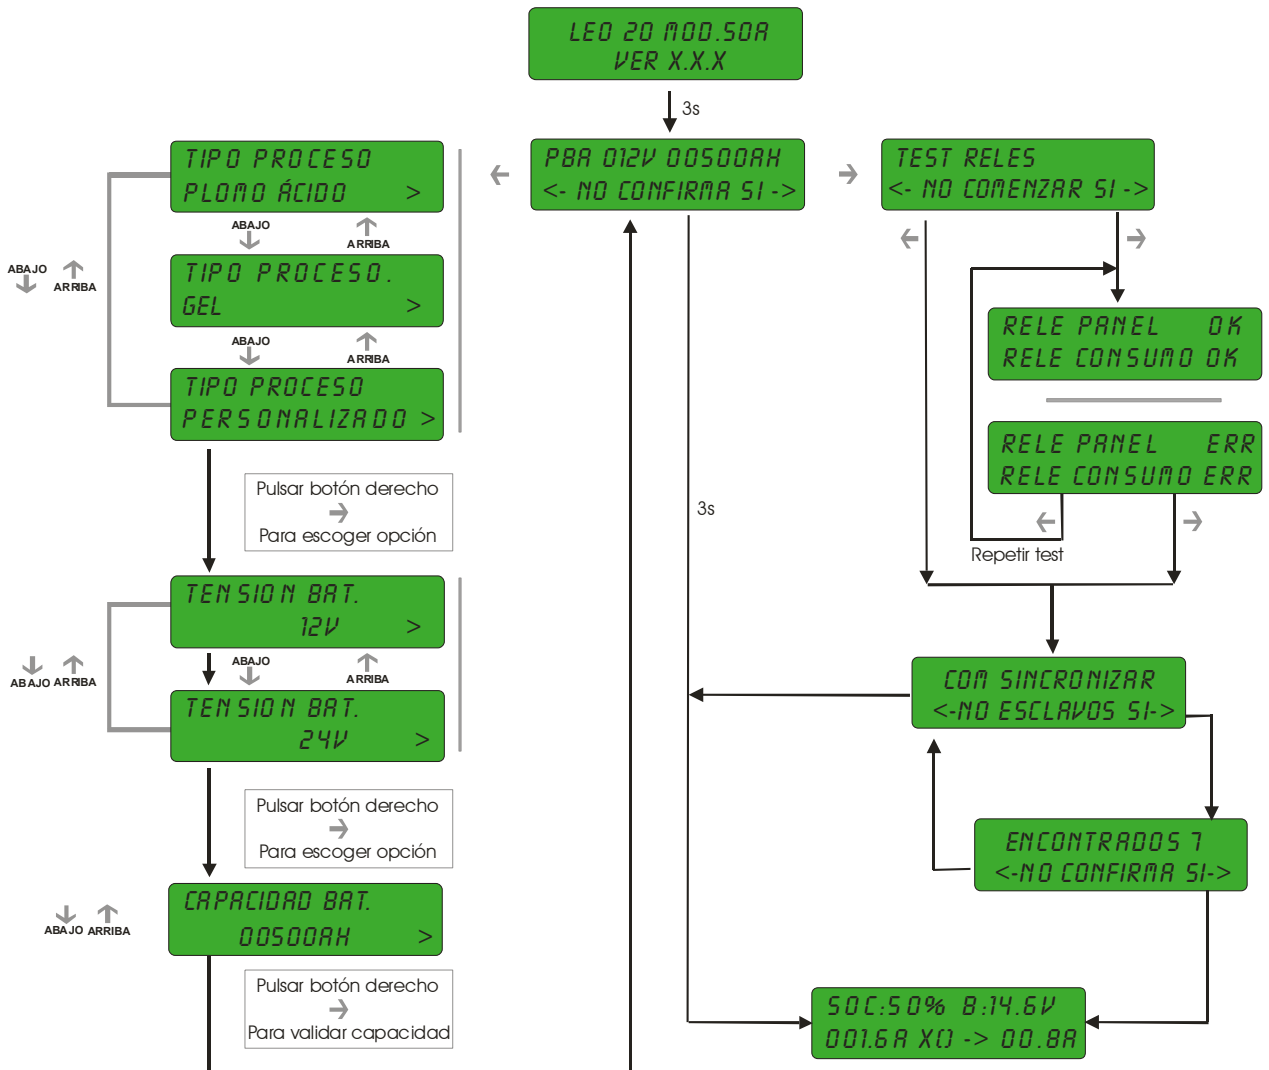 LEO 20 MOD.50A
VER X.X.X
3s
PBA 012V 00500AH
<- NO CONFIRMA SI ->
TEST RELES
<- NO COMENZAR SI ->
TIPO PROCESO
PLOMO ÁCIDO >
ABAJO
ARRIBA
TIPO PROCESO.
GEL >
ABAJO
ARRIBA
ABAJO
ARRIBA
TIPO PROCESO
PERSONALIZADO >
RELE PANEL OK
RELE CONSUMO OK
RELE PANEL ERR
RELE CONSUMO ERR
Repetir test
Pulsar botón derecho
Para escoger opción
3s
TENSION BAT.
12V >
ABAJO
ARRIBA
ABAJO ARRIBA
TENSION BAT.
24V >
COM SINCRONIZAR
<-NO ESCLAVOS SI->
Pulsar botón derecho
Para escoger opción
ENCONTRADOS 7
<-NO CONFIRMA SI->
CAPACIDAD BAT.
00500AH >
ABAJO ARRIBA
Pulsar botón derecho
Para validar capacidad
SOC:50% B:14.6V
001.6A X() -> 00.8A